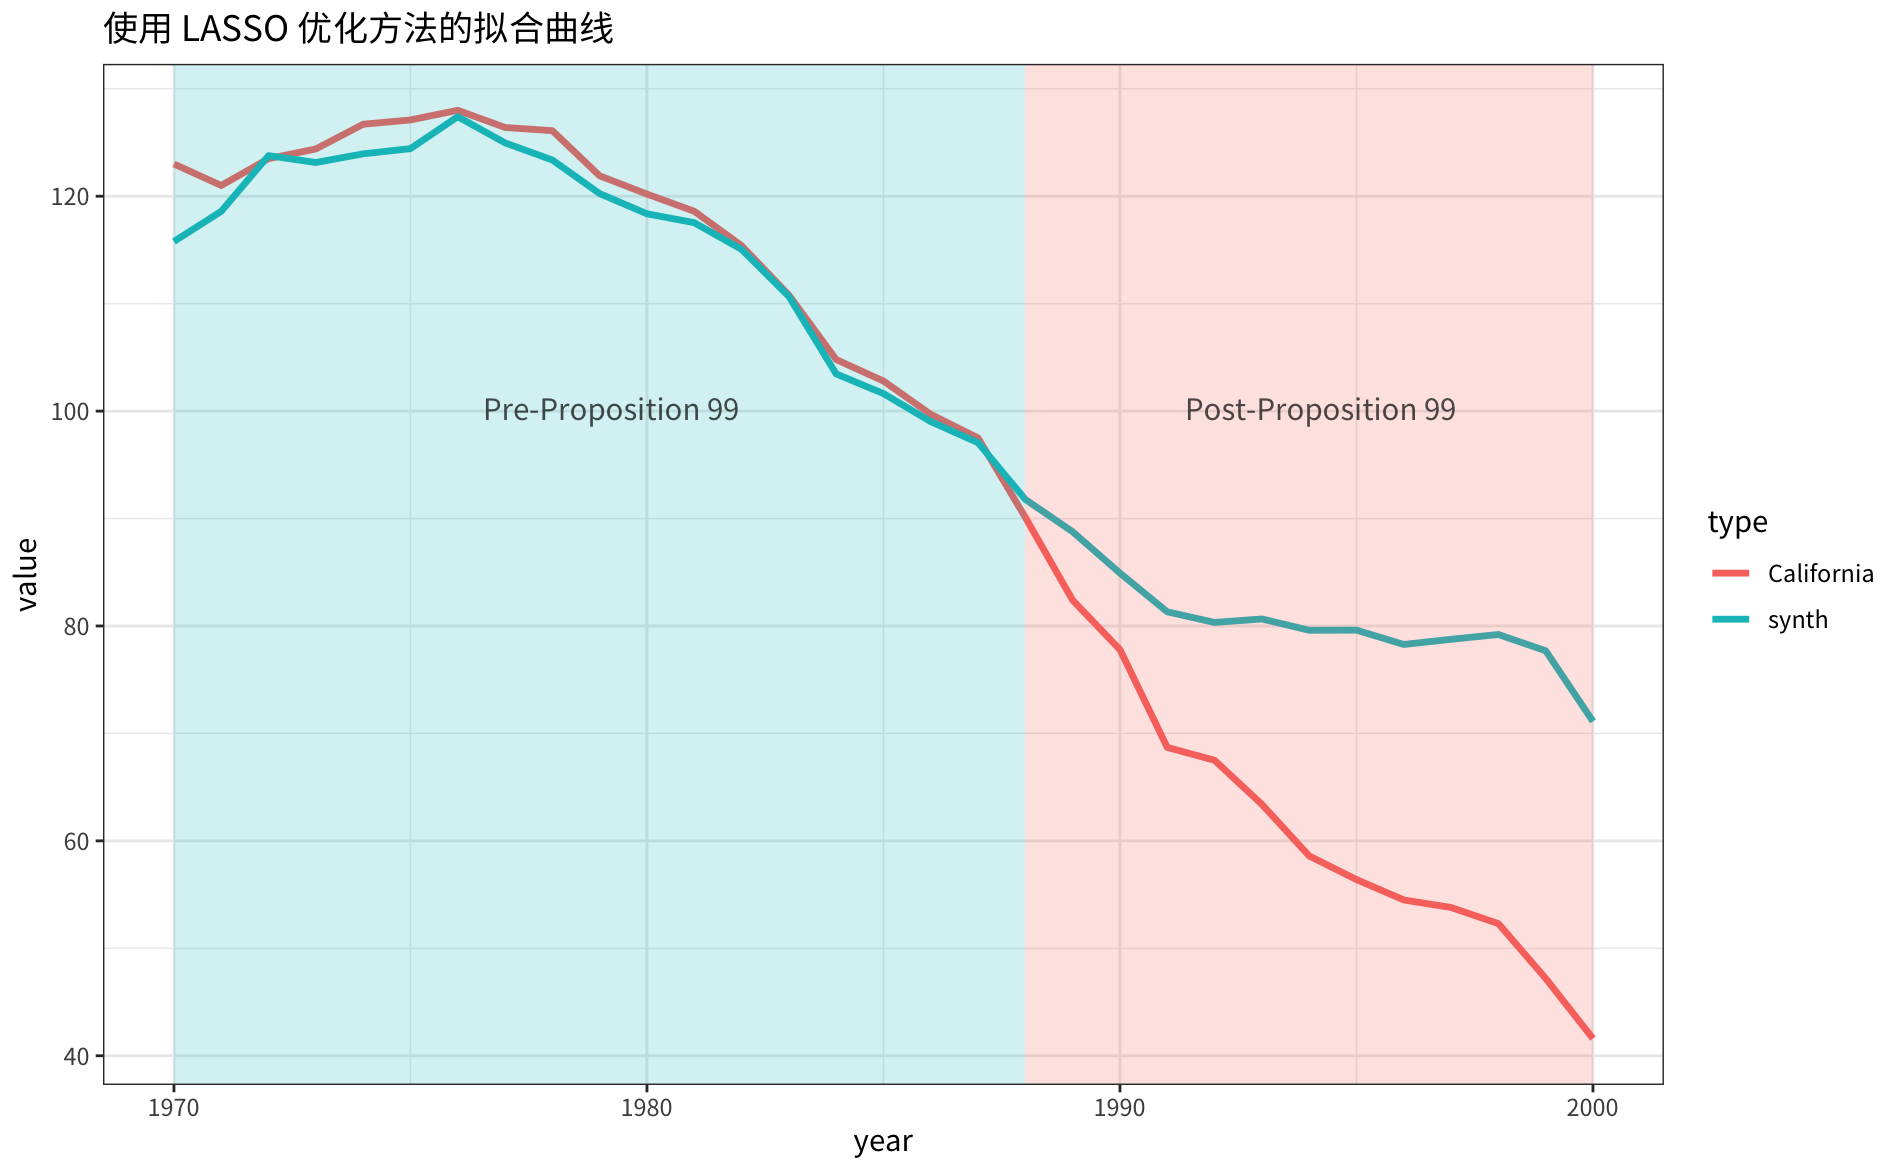 使用 LASSO 优化方法的拟合曲线
value
120
100
80
60
40
Pre-Proposition 99
Post-Proposition 99
type
California
synth
1970
1980
1990
2000
year